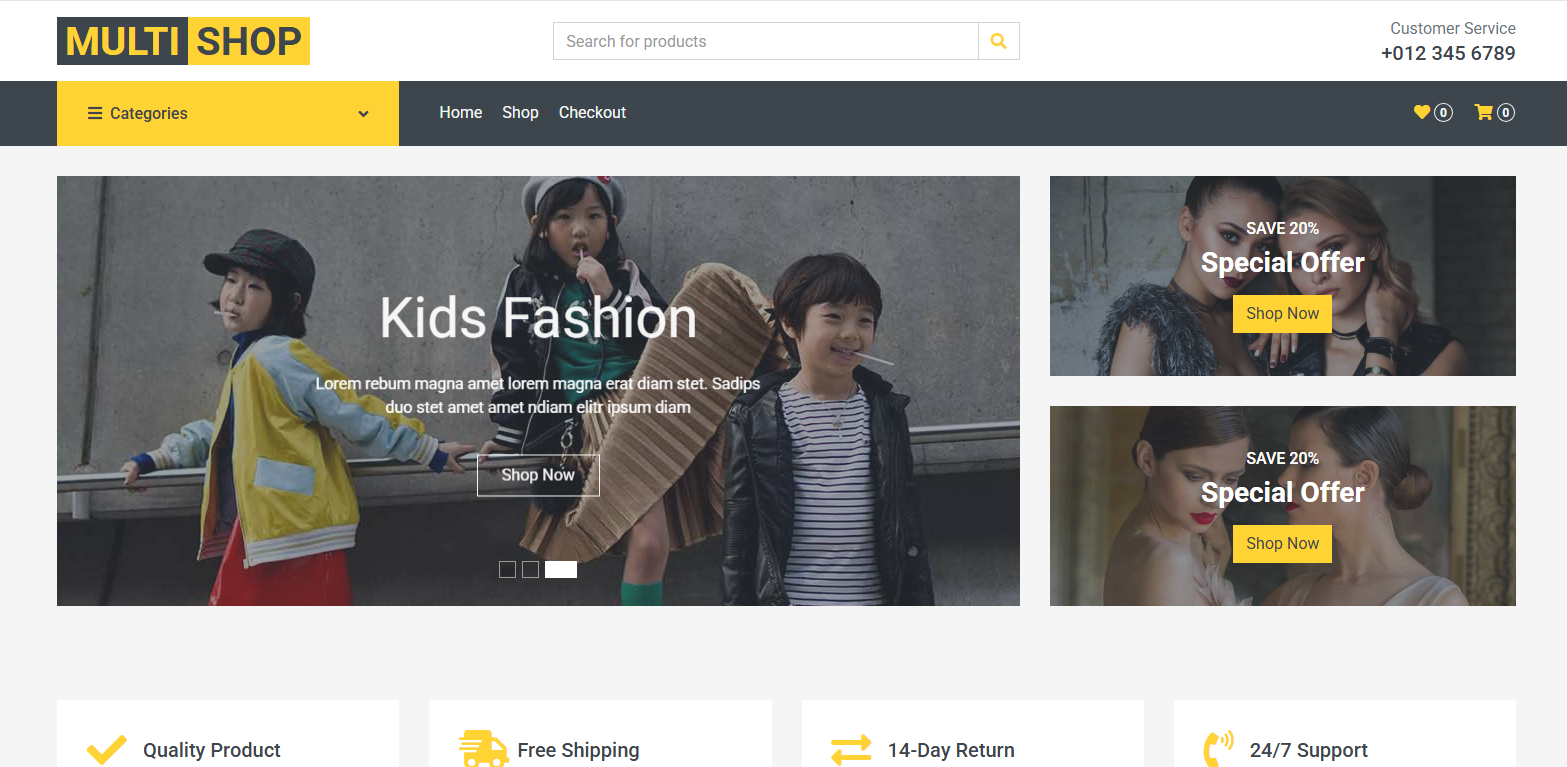 MULTI SHOP
Search for products
Customer Service
+012 345 6789
Categories
Home Shop Checkout
0 0
Kids Fashion
Lorem rebum magna amet lorem magna erat diam stet. Sadips
duo stet amet amet ndiam elitr ipsum diam
Shop Now
SAVE 20%
Special Offer
Shop Now
SAVE 20%
Special Offer
Shop Now
Quality Product
Free Shipping
14-Day Return
24/7 Support